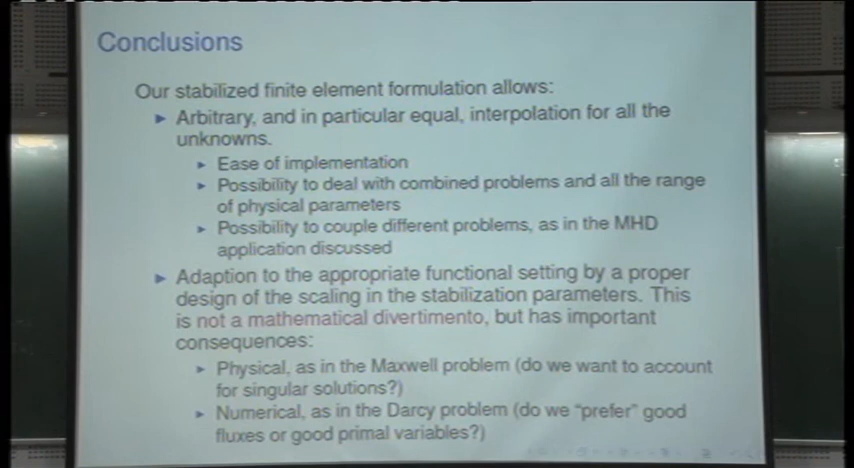 Conclusions
Our stabilized finite element formulation allows:
Arbitrary, and in particular equal, interpolation for all the
unknowns.
Ease of implementation
Possibility to deal with combined problems and all the range
of physical parameters
Possibility to couple different problems, as in the MHD
application discussed
Adaption to the appropriate functional setting by a proper
design of the scaling in the stabilization parameters. This
is not a mathematical divertimento, but has important
consequences:
Physical, as in the Maxwell problem (do we want to account
for singular solutions?)
Numerical, as in the Darcy problem (do we "prefer" good
fluxes or good primal variables?)